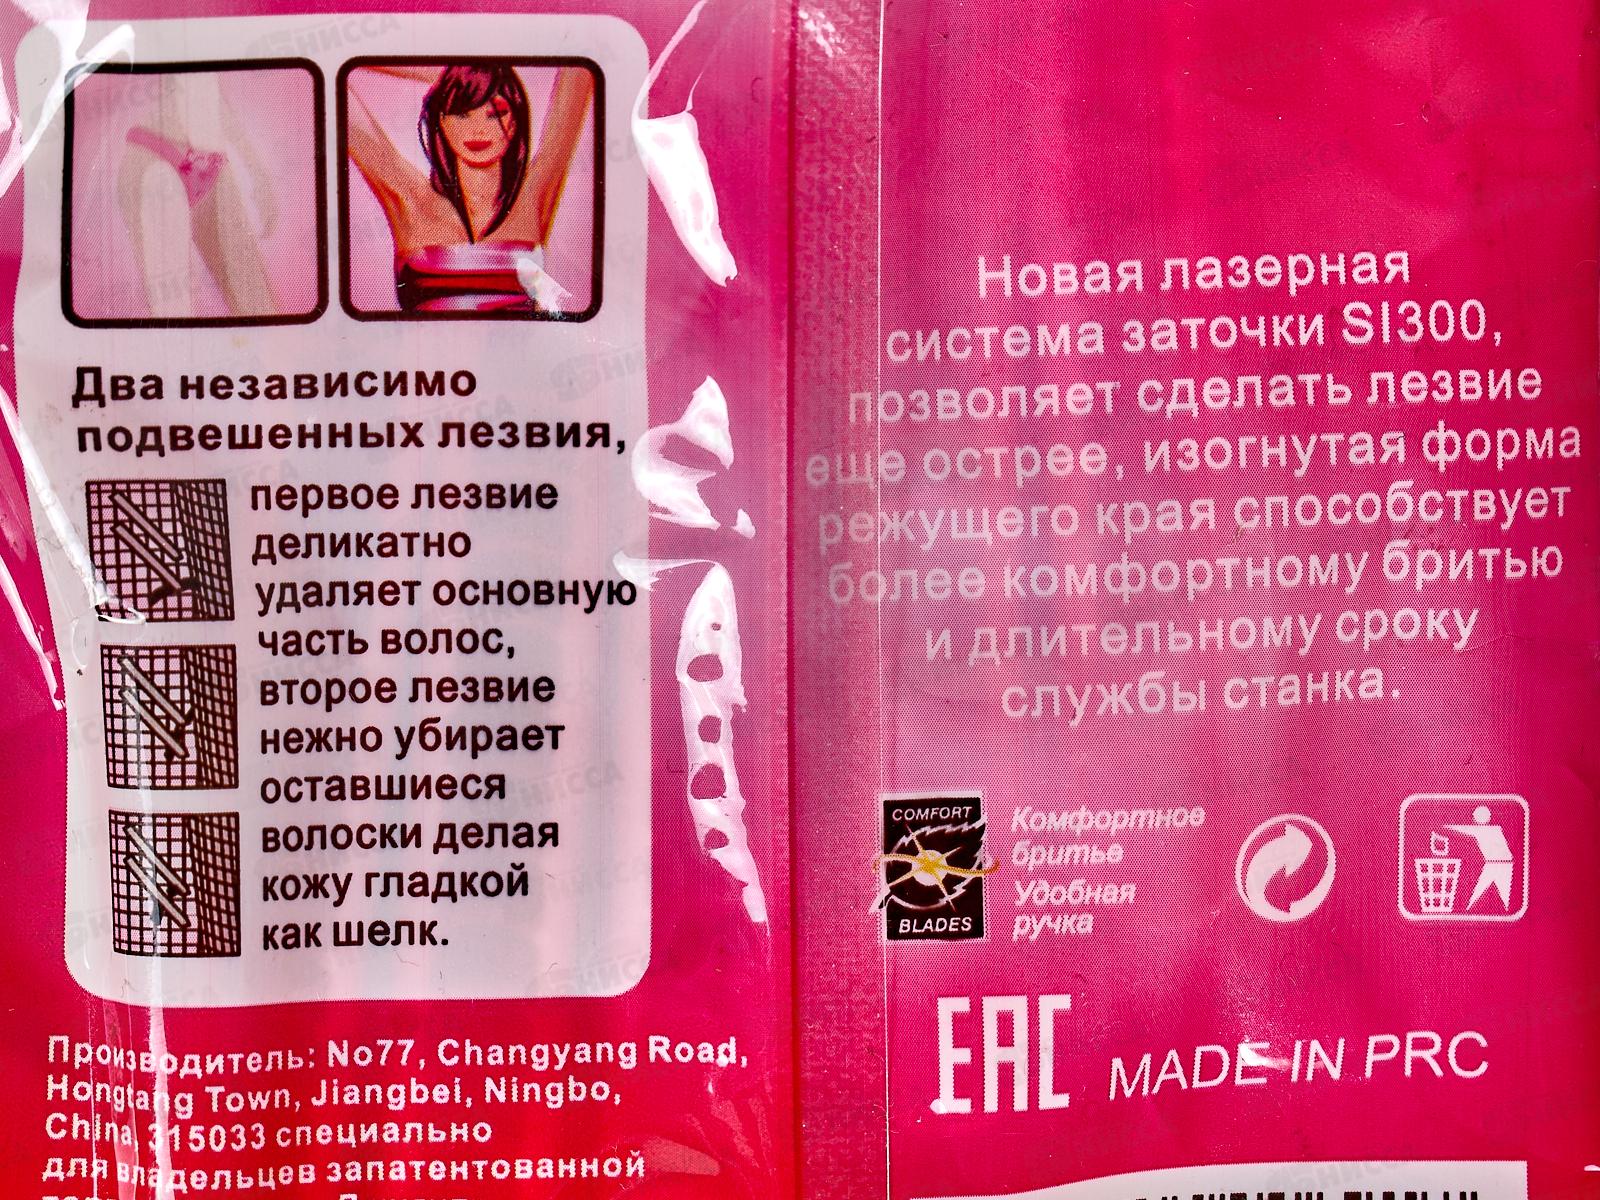 Два независимо
подвешенных лезвия,
первое лезвие
деликатно
удаляет основную
часть волос,
второе лезвие
нежно убирает
оставшиеся
волоски делая
кожу гладкой
как шелк.
Производитель: No77, Changyang Road,
Hongtang Town, Jiangbei, Ningbo,
China, 315033 специально
для владельцев запатентованной
Новая лазерная
система заточки SI300,
позволяет сделать лезвие
еще острее, изогнутая форма
режущего края способствует
более комфортному бритью
и длительному сроку
службы станка.
COMFORT
BLADES
Комфортное
бритье
Удобная
ручка
EAC
MADE IN PRC